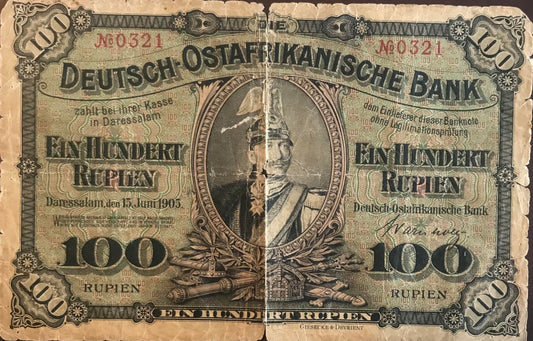 100
DIE
100
№0321
№0321
DEUTSCH-OSTAFRIKANISCHE BANK
zahlt bei ihrer Kasse
in Daressalam
dem Einlieferer dieser Banknote
ohne Legitimationsprüfung
EIN HUNDERT
RUPIEN
EIN HUNDERT
RUPIEN
Daressalam, den 15. Juni 1905.
Deutsch-Ostafrikanische Bank
100
100
RUPIEN
RUPIEN
100
EIN HUNDERT RUPIEN
100
GIESECKE & DEVRIENT